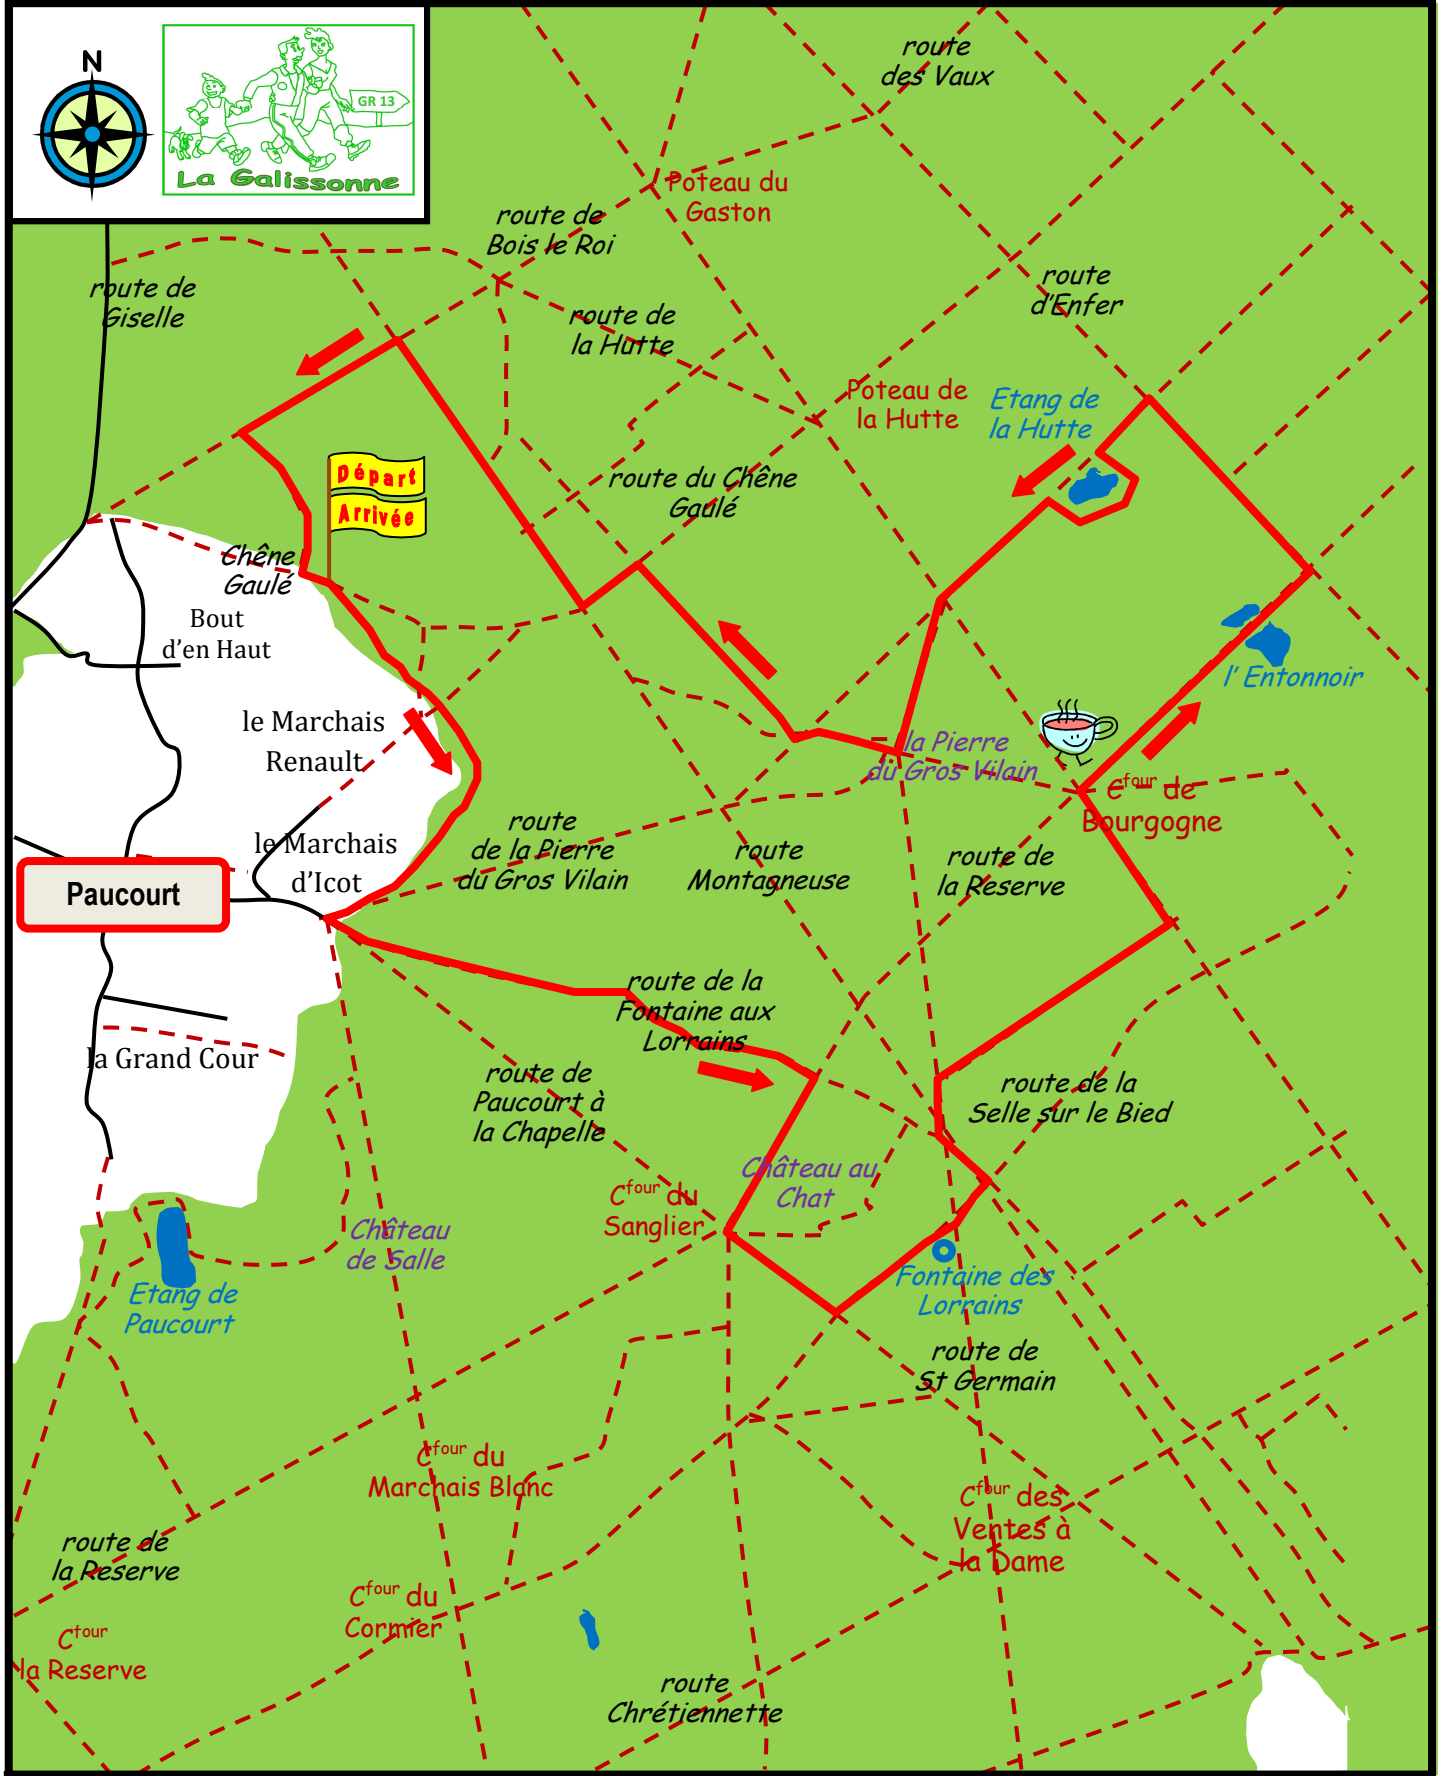 N
GR 13
La Galissonne
route
des Vaux
Poteau du
Gaston
route de
Bois le Roi
route de
Giselle
route
d'Enfer
route de
la Hutte
Poteau de
la Hutte
Etang de
la Hutte
Départ
Arrivée
route du Chêne
Gaulé
Chêne
Gaulé
Bout
d'en Haut
l' Entonnoir
le Marchais
Renault
la Pierre
du Gros Vilain
Cfour de
Bourgogne
le Marchais
d'Icot
route
de la Pierre
du Gros Vilain
route
Montagneuse
route de
la Reserve
Paucourt
route de la
Fontaine aux
Lorrains
la Grand Cour
route de
Paucourt à
la Chapelle
route de la
Selle sur le Bied
Château au
Chat
Cfour du
Sanglier
Château
de Salle
Etang de
Paucourt
Fontaine des
Lorrains
route de
St Germain
Cfour du
Marchais Blanc
Cfour des
Ventes à
la Dame
route de
la Reserve
Cfour du
Cormier
Cfour
la Reserve
route
Chrétiennette